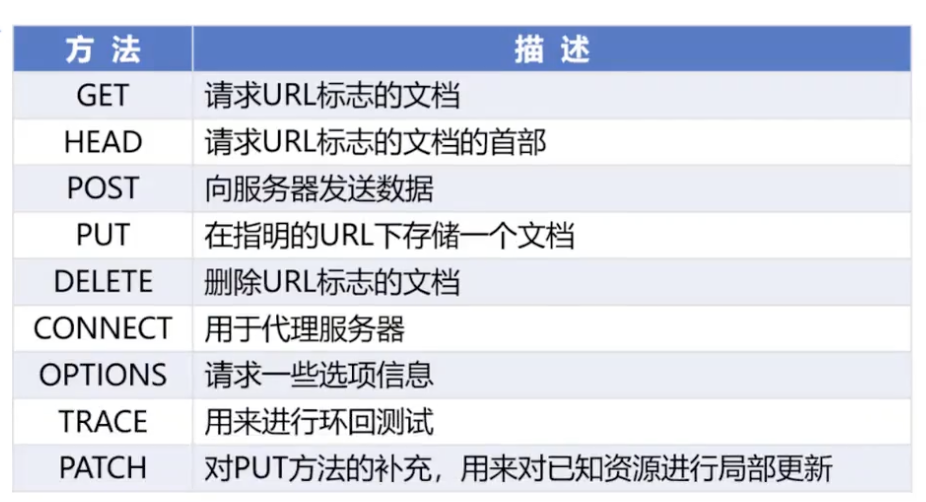 方 法 描 述
GET 请求URL标志的文档
HEAD 请求URL标志的文档的首部
POST 向服务器发送数据
PUT 在指明的URL下存储一个文档
DELETE 删除URL标志的文档
CONNECT 用于代理服务器
OPTIONS 请求一些选项信息
TRACE 用来进行环回测试
PATCH 对PUT方法的补充，用来对已知资源进行局部更新